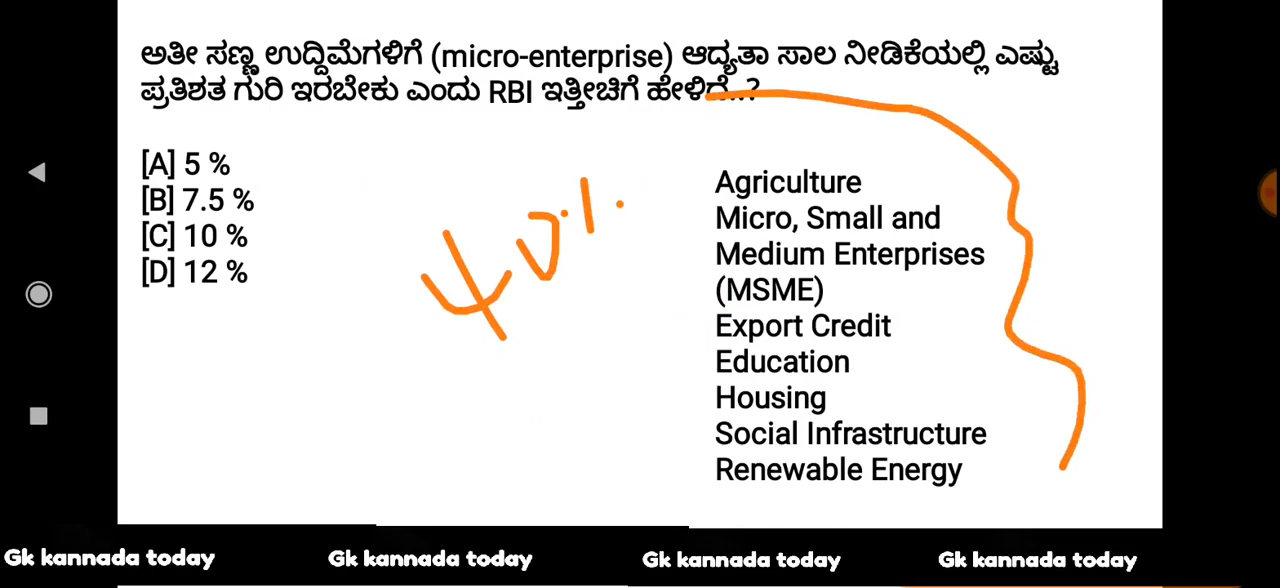 ಅತೀ ಸಣ್ಣ ಉದ್ದಿಮೆಗಳಿಗೆ (micro-enterprise) ಆದ್ಯತಾ ಸಾಲ ನೀಡಿಕೆಯಲ್ಲಿ ಎಷ್ಟು
ಪ್ರತಿಶತ ಗುರಿ ಇರಬೇಕು ಎಂದು RBI ಇತ್ತೀಚಿಗೆ ಹೇಳಿದೆ..?
[A] 5 %
[B] 7.5 %
[C] 10 %
[D] 12 %
40%.
Agriculture
Micro, Small and
Medium Enterprises
(MSME)
Export Credit
Education
Housing
Social Infrastructure
Renewable Energy
Gk kannada today Gk kannada today Gk kannada today Gk kannada today